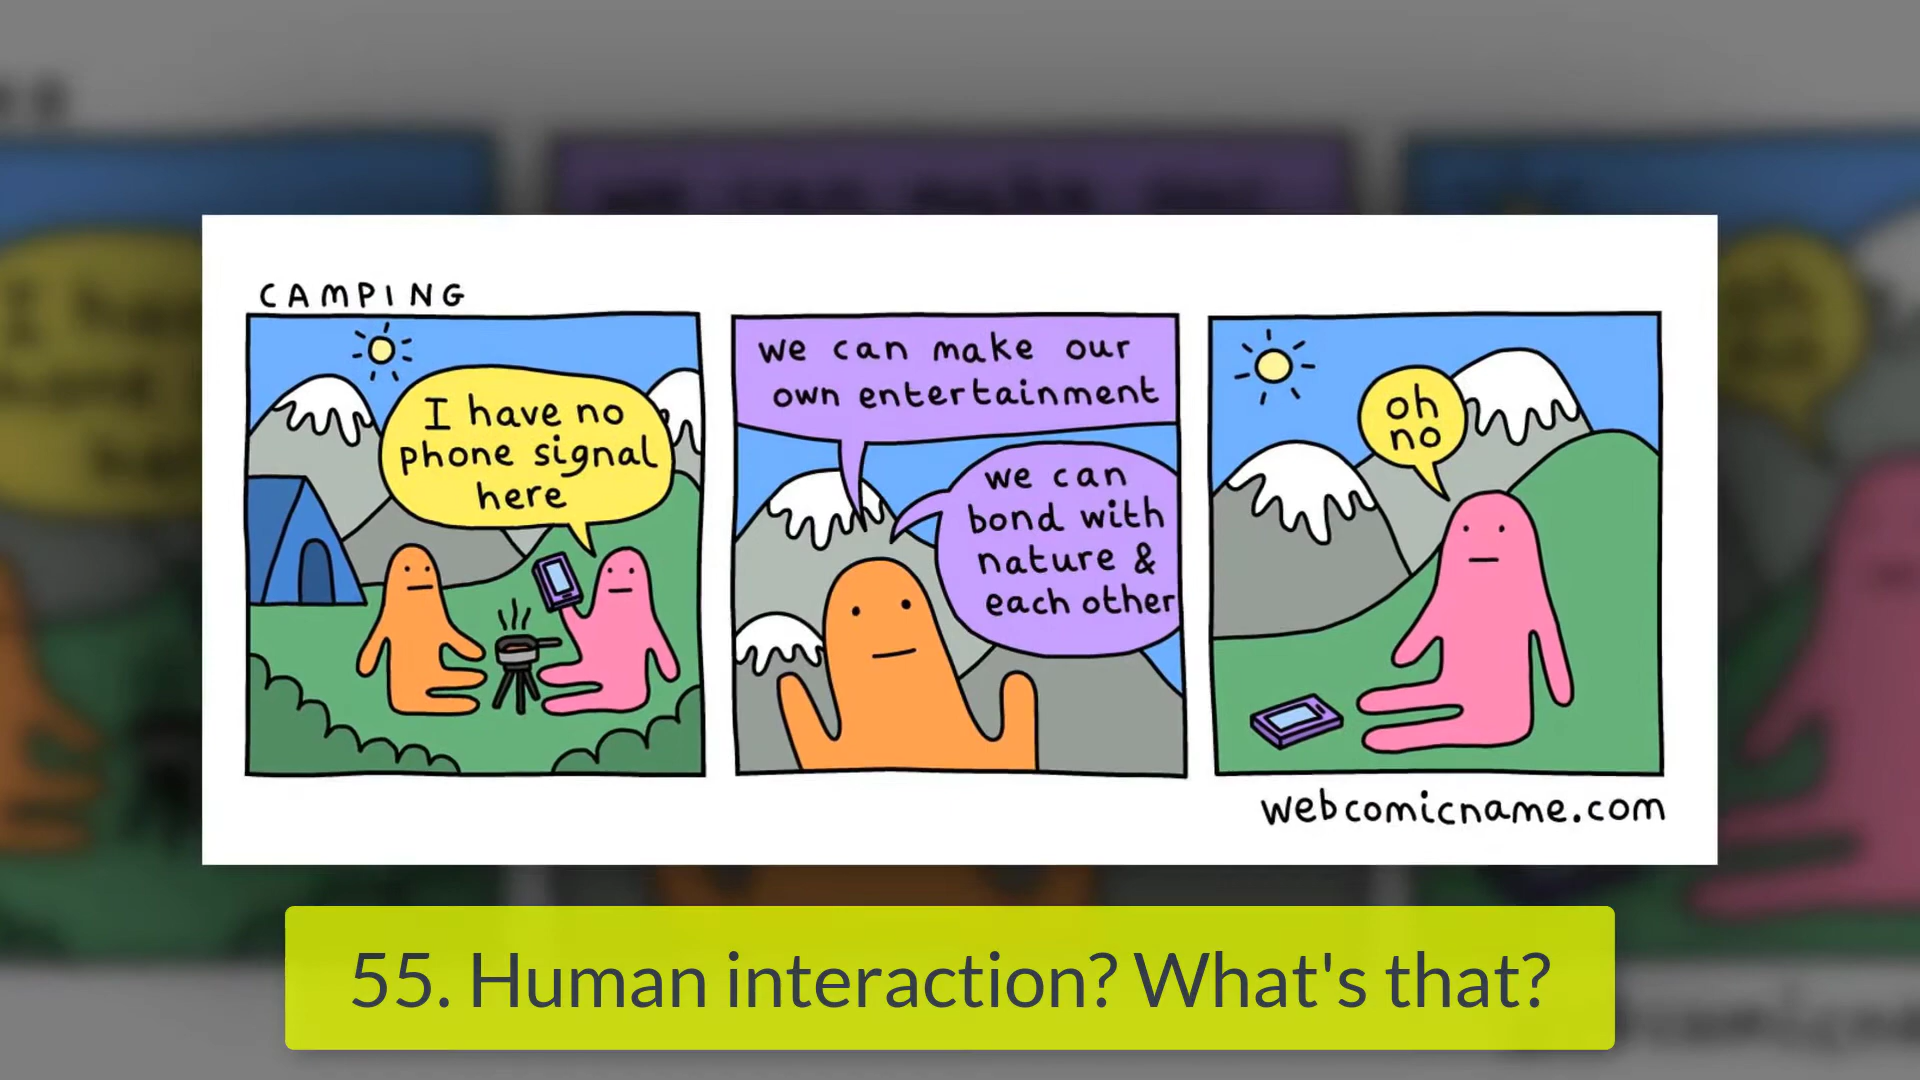 CAMPING
I have no
phone signal
here
we can make our
own entertainment
we can
bond with
nature &
each other
oh
no
webcomicname.com
55. Human interaction? What's that?